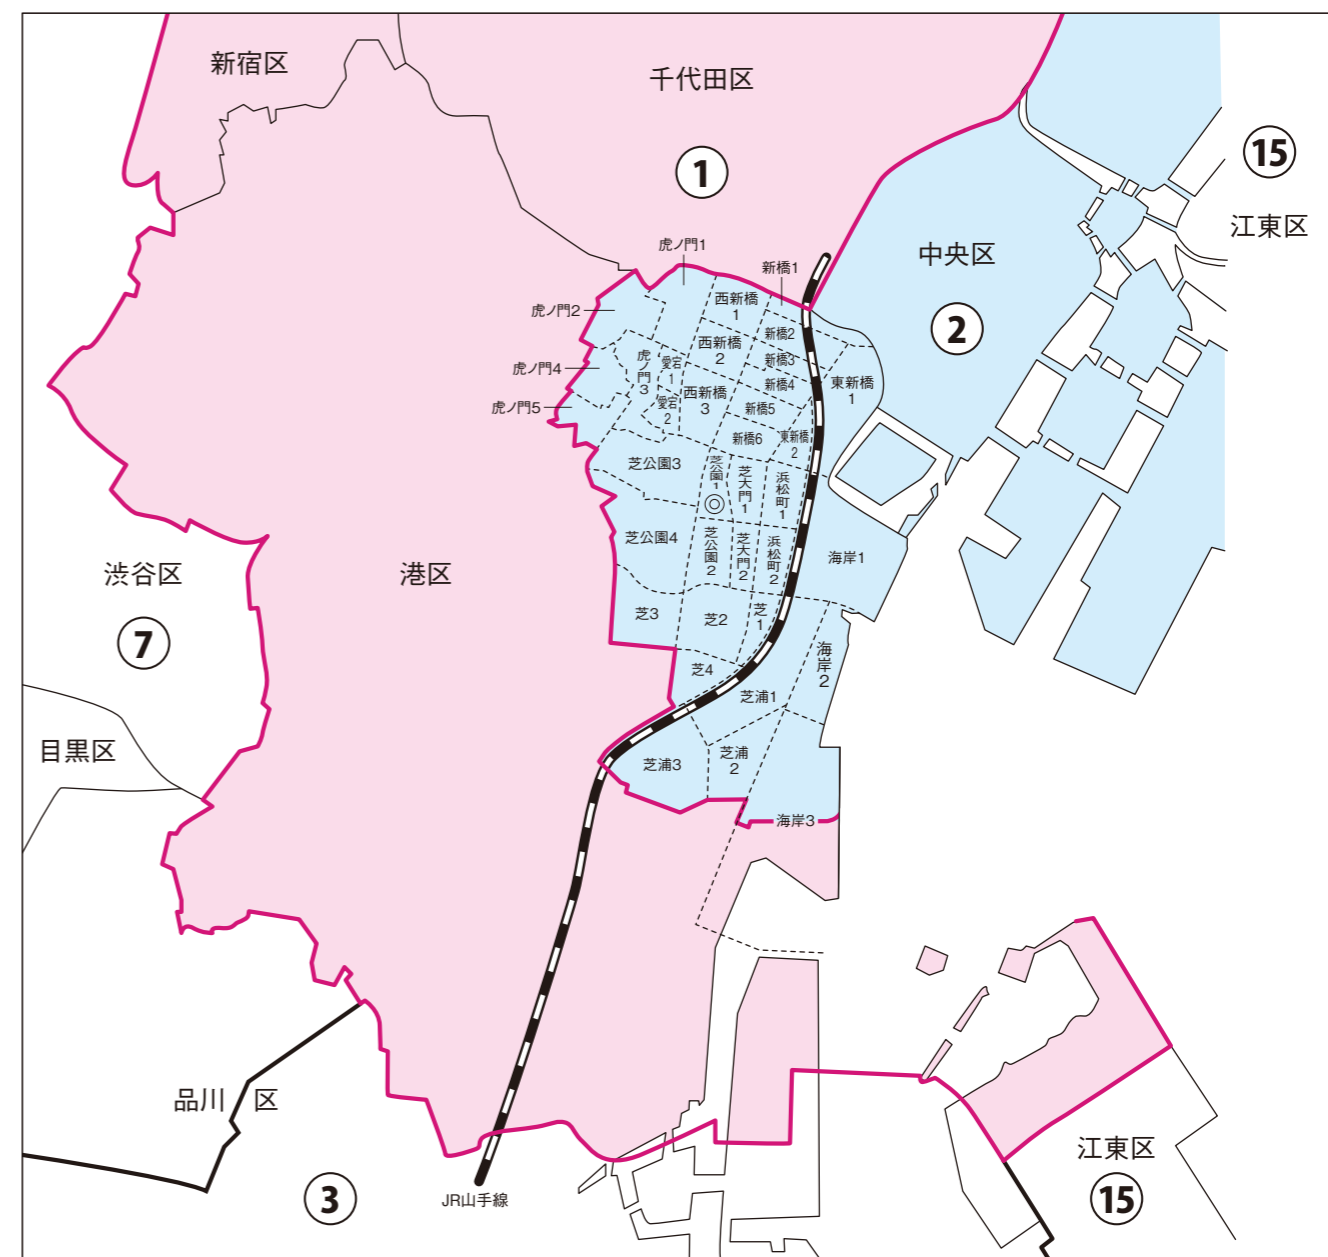 新宿区
千代田区
1
15
江東区
中央区
2
虎ノ門1
新橋1
虎ノ門2
西新橋
1
新橋2
西新橋
2
新橋3
虎ノ門4
虎ノ門3
愛宕1
新橋4
東新橋
1
虎ノ門5
愛宕2
西新橋
3
新橋5
新橋6
東新橋
2
芝公園3
芝公園1
芝大門1
浜松町1
芝公園4
芝公園2
芝大門2
浜松町2
海岸1
渋谷区
7
港区
芝3
芝2
芝1
海岸2
芝4
芝浦1
目黒区
芝浦3
芝浦
2
海岸3
品川区
3
JR山手線
江東区
15